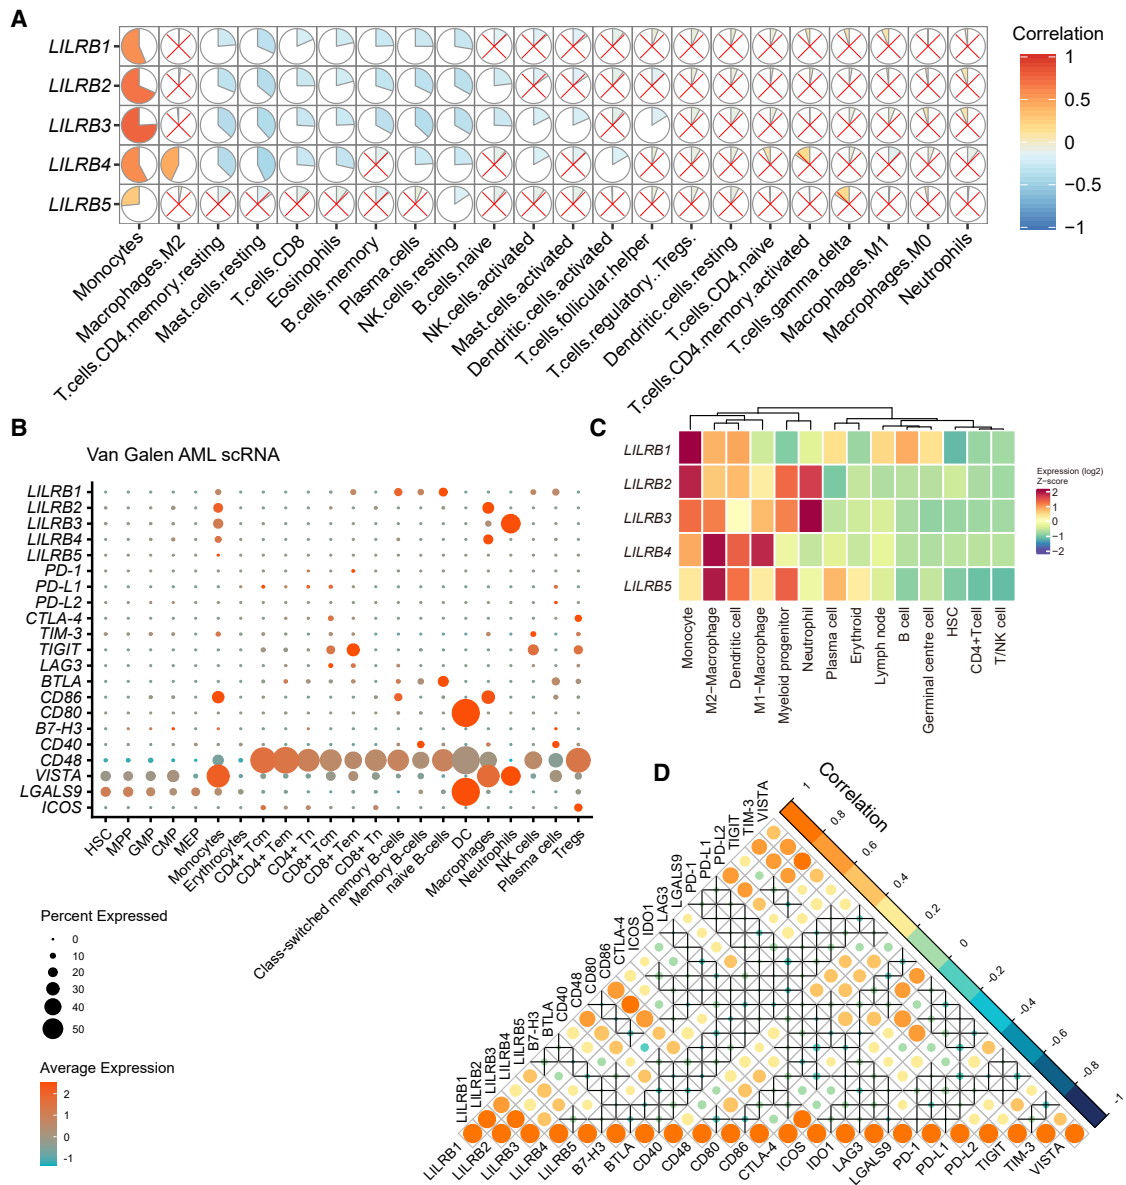 A
Correlation
LILRB1
LILRB2
LILRB3
LILRB4
LILRB5
1
0.5
0
−0.5
−1
Monocytes
Macrophages.M2
T.cells.CD4.memory.resting
Mast.cells.resting
T.cells.CD8
Eosinophils
B.cells.memory
Plasma.cells
NK.cells.resting
B.cells.naive
NK.cells.activated
Mast.cells.activated
Dendritic.cells.activated
T.cells.follicular.helper
T.cells.regulatory..Tregs.
Dendritic.cells.resting
T.cells.CD4.naive
T.cells.CD4.memory.activated
T.cells.gamma.delta
Macrophages.M1
Macrophages.M0
Neutrophils
B
Van Galen AML scRNA
LILRB1
LILRB2
LILRB3
LILRB4
LILRB5
PD-1
PD-L1
PD-L2
CTLA-4
TIM-3
TIGIT
LAG3
BTLA
CD86
CD80
B7-H3
CD40
CD48
VISTA
LGALS9
ICOS
HSC
MPP
GMP
CMP
MEP
Monocytes
Erythrocytes
CD4+ Tcm
CD4+ Tem
CD4+ Tn
CD8+ Tcm
CD8+ Tem
CD8+ Tn
Class-switched memory B-cells
Memory B-cells
naive B-cells
DC
Macrophages
Neutrophils
NK cells
Plasma cells
Tregs
Percent Expressed
0
10
20
30
40
50
Average Expression
2
1
0
-1
C
LILRB1
LILRB2
LILRB3
LILRB4
LILRB5
Expression (log2)
Z−score
2
1
0
−1
−2
Monocyte
M2−Macrophage
Dendritic cell
M1−Macrophage
Myeloid progenitor
Neutrophil
Plasma cell
Erythroid
Lymph node
B cell
Germinal centre cell
HSC
CD4+Tcell
T/NK cell
D
Correlation
1
0.8
0.6
0.4
0.2
0
-0.2
-0.4
-0.6
-0.8
-1
VISTA
TIM-3
TIGIT
PD-L2
PD-L1
PD-1
LGALS9
LAG3
IDO1
ICOS
CTLA-4
CD86
CD80
CD48
CD40
BTLA
B7-H3
LILRB5
LILRB4
LILRB3
LILRB2
LILRB1
LILRB1
LILRB2
LILRB3
LILRB4
LILRB5
B7-H3
BTLA
CD40
CD48
CD80
CD86
CTLA-4
ICOS
IDO1
LAG3
LGALS9
PD-1
PD-L1
PD-L2
TIGIT
TIM-3
VISTA